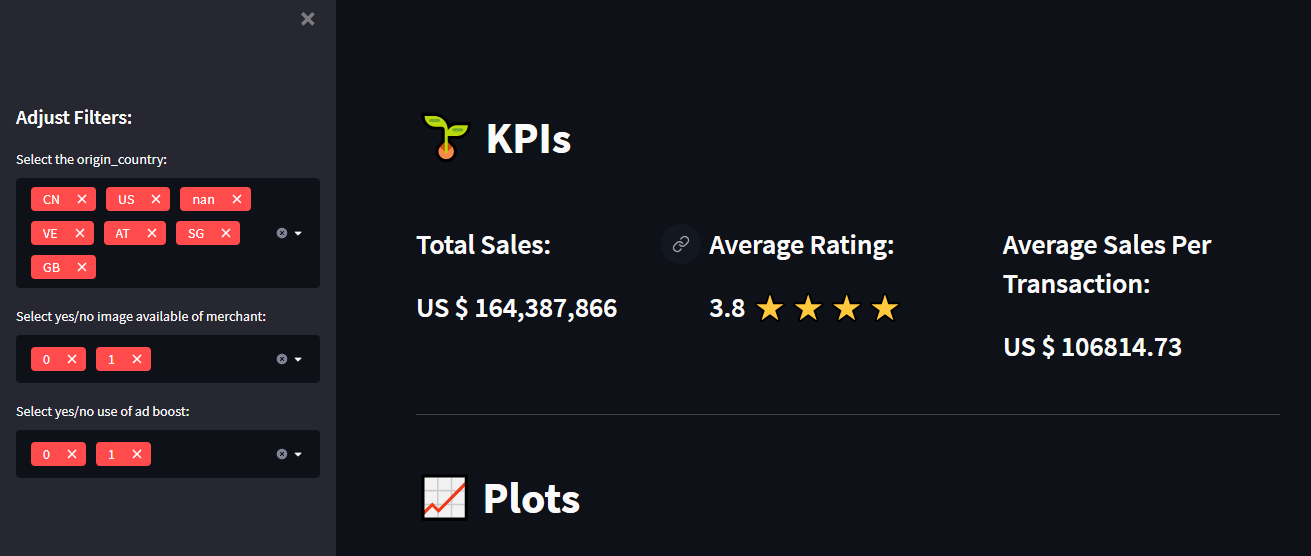 Adjust Filters:
Select the origin_country:
CN US nan
VE AT SG
GB
Select yes/no image available of merchant:
0 1
Select yes/no use of ad boost:
0 1
KPIs
Total Sales:
US $ 164,387,866
Average Rating:
3.8
Average Sales Per
Transaction:
US $ 106814.73
Plots